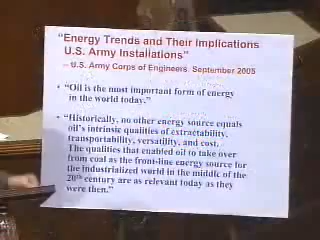 "Energy Trends and Their Implications
U.S. Army Installations"
– U.S. Army Corps of Engineers, September 2005
• "Oil is the most important form of energy
in the world today."
• "Historically, no other energy source equals
oil's intrinsic qualities of extractability,
transportability, versatility, and cost.
The qualities that enabled oil to take over
from coal as the front-line energy source for
the industrialized world in the middle of the
20th century are as relevant today as they
were then."